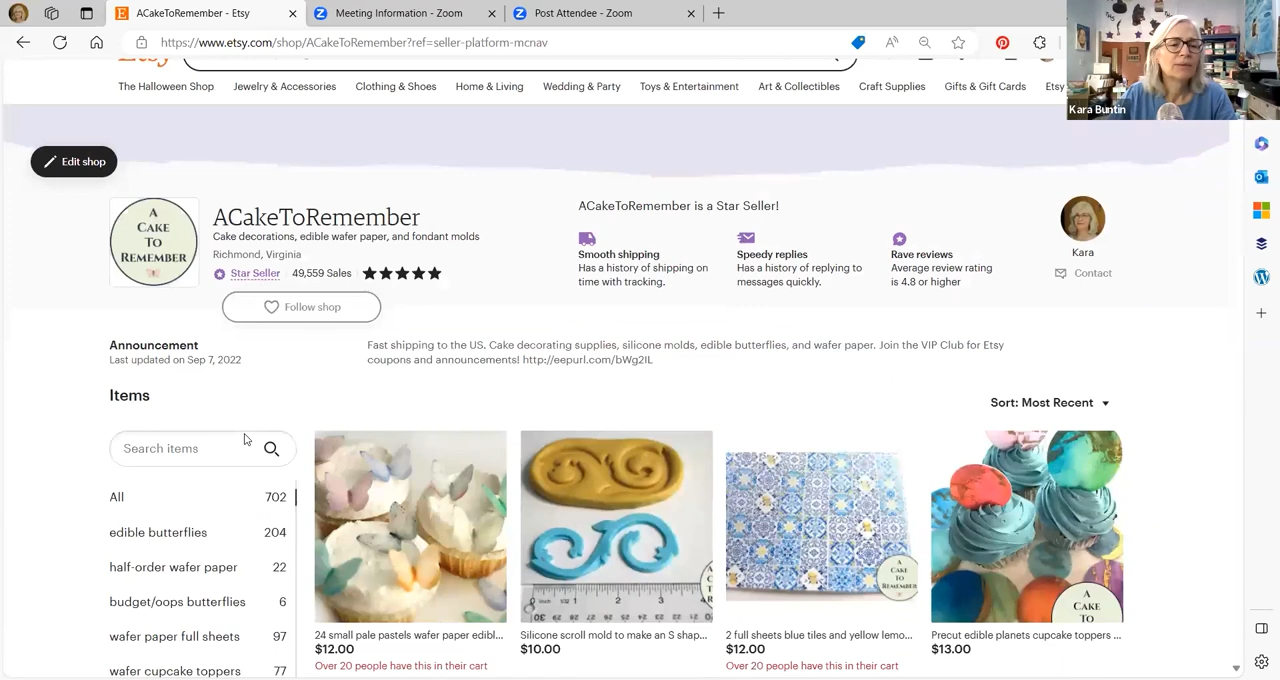 ACakeToRemember - Etsy
Meeting Information - Zoom
Post Attendee - Zoom
https://www.etsy.com/shop/ACakeToRemember?ref=seller-platform-mcnav
Kara Buntin
The Halloween Shop
Jewelry & Accessories
Clothing & Shoes
Home & Living
Wedding & Party
Toys & Entertainment
Art & Collectibles
Craft Supplies
Gifts & Gift Cards
Etsy
Edit shop
A
CAKE
TO
REMEMBER
ACakeToRemember
Cake decorations, edible wafer paper, and fondant molds
Richmond, Virginia
Star Seller
49,559 Sales
Follow shop
ACakeToRemember is a Star Seller!
Smooth shipping
Has a history of shipping on
time with tracking.
Speedy replies
Has a history of replying to
messages quickly.
Rave reviews
Average review rating
is 4.8 or higher
Kara
Contact
Announcement
Last updated on Sep 7, 2022
Fast shipping to the US. Cake decorating supplies, silicone molds, edible butterflies, and wafer paper. Join the VIP Club for Etsy
coupons and announcements! http://eepurl.com/bWg2IL
Items
Sort: Most Recent
Search items
All 702
edible butterflies 204
half-order wafer paper 22
budget/oops butterflies 6
wafer paper full sheets 97
wafer cupcake toppers 77
24 small pale pastels wafer paper edibl...
$12.00
Over 20 people have this in their cart
Silicone scroll mold to make an S shap...
$10.00
A
CAKE
TO
REMEMBER
2 full sheets blue tiles and yellow lemo...
$12.00
Over 20 people have this in their cart
A
CAKE
TO
Precut edible planets cupcake toppers ...
$13.00